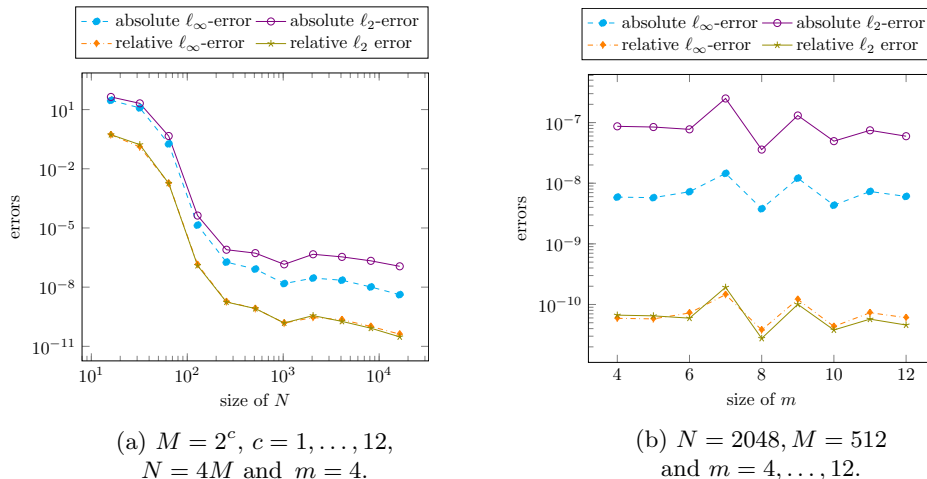 absolute ℓ∞-error absolute ℓ2-error
relative ℓ∞-error relative ℓ2 error
10^1
10^−2
10^−5
10^−8
10^−11
errors
10^1 10^2 10^3 10^4
size of N
(a) M = 2^c, c = 1, . . . , 12,
N = 4M and m = 4.
absolute ℓ∞-error absolute ℓ2-error
relative ℓ∞-error relative ℓ2 error
10^−7
10^−8
10^−9
10^−10
errors
4 6 8 10 12
size of m
(b) N = 2048, M = 512
and m = 4, . . . , 12.